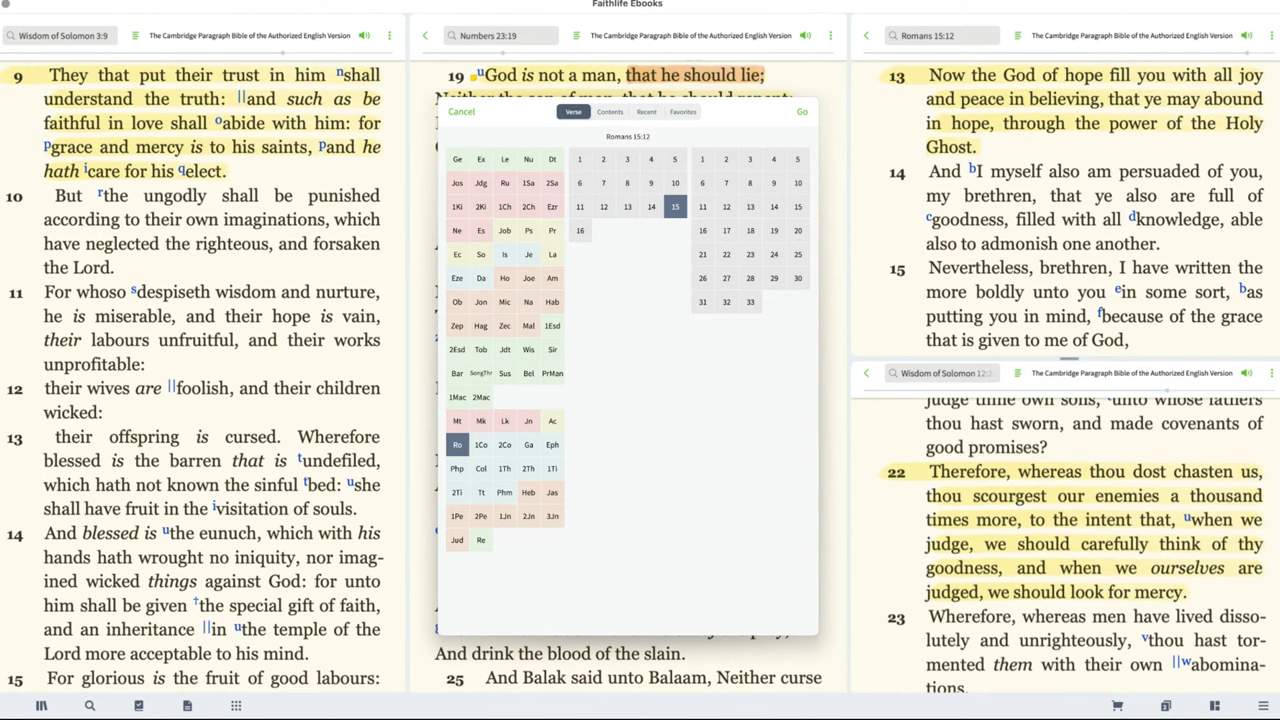 Faithlife Ebooks
Wisdom of Solomon 3:9
The Cambridge Paragraph Bible of the Authorized English Version
9 They that put their trust in him nshall
understand the truth: ||and such as be
faithful in love shall oabide with him: for
pgrace and mercy is to his saints, pand he
hath icare for his qelect.
10 But rthe ungodly shall be punished
according to their own imaginations, which
have neglected the righteous, and forsaken
the Lord.
11 For whoso sdespiseth wisdom and nurture,
he is miserable, and their hope is vain,
their labours unfruitful, and their works
unprofitable:
12 their wives are ||foolish, and their children
wicked:
13 their offspring is cursed. Wherefore
blessed is the barren that is tundefiled,
which hath not known the sinful tbed: ushe
shall have fruit in the ivisitation of souls.
14 And blessed is uthe eunuch, which with his
hands hath wrought no iniquity, nor imag-
ined wicked things against God: for unto
him shall be given †the special gift of faith,
and an inheritance ||in uthe temple of the
Lord more acceptable to his mind.
15 For glorious is the fruit of good labours:
Numbers 23:19
The Cambridge Paragraph Bible of the Authorized English Version
19 uGod is not a man, that he should lie;
Cancel Verse Contents Recent Favorites Go
Romans 15:12
Ge Ex Le Nu Dt 1 2 3 4 5 1 2 3 4 5
Jos Jdg Ru 1Sa 2Sa 6 7 8 9 10 6 7 8 9 10
1Ki 2Ki 1Ch 2Ch Ezr 11 12 13 14 15 11 12 13 14 15
Ne Es Job Ps Pr 16 16 17 18 19 20
Ec So Is Je La 21 22 23 24 25
Eze Da Ho Joe Am 26 27 28 29 30
Ob Jon Mic Na Hab 31 32 33
Zep Hag Zec Mal 1Esd
2Esd Tob Jdt Wis Sir
Bar SongThr Sus Bel PrMan
1Mac 2Mac
Mt Mk Lk Jn Ac
Ro 1Co 2Co Ga Eph
Php Col 1Th 2Th 1Ti
2Ti Tt Phm Heb Jas
1Pe 2Pe 1Jn 2Jn 3Jn
Jud Re
And drink the blood of the slain.
25 And Balak said unto Balaam, Neither curse
Romans 15:12
The Cambridge Paragraph Bible of the Authorized English Version
13 Now the God of hope fill you with all joy
and peace in believing, that ye may abound
in hope, through the power of the Holy
Ghost.
14 And bI myself also am persuaded of you,
my brethren, that ye also are full of
cgoodness, filled with all dknowledge, able
also to admonish one another.
15 Nevertheless, brethren, I have written the
more boldly unto you ein some sort, bas
putting you in mind, fbecause of the grace
that is given to me of God,
Wisdom of Solomon 12:2
The Cambridge Paragraph Bible of the Authorized English Version
judge thine own sons, unto whose fathers
thou hast sworn, and made covenants of
good promises?
22 Therefore, whereas thou dost chasten us,
thou scourgest our enemies a thousand
times more, to the intent that, uwhen we
judge, we should carefully think of thy
goodness, and when we ourselves are
judged, we should look for mercy.
23 Wherefore, whereas men have lived disso-
lutely and unrighteously, vthou hast tor-
mented them with their own ||wabomina-
tions.